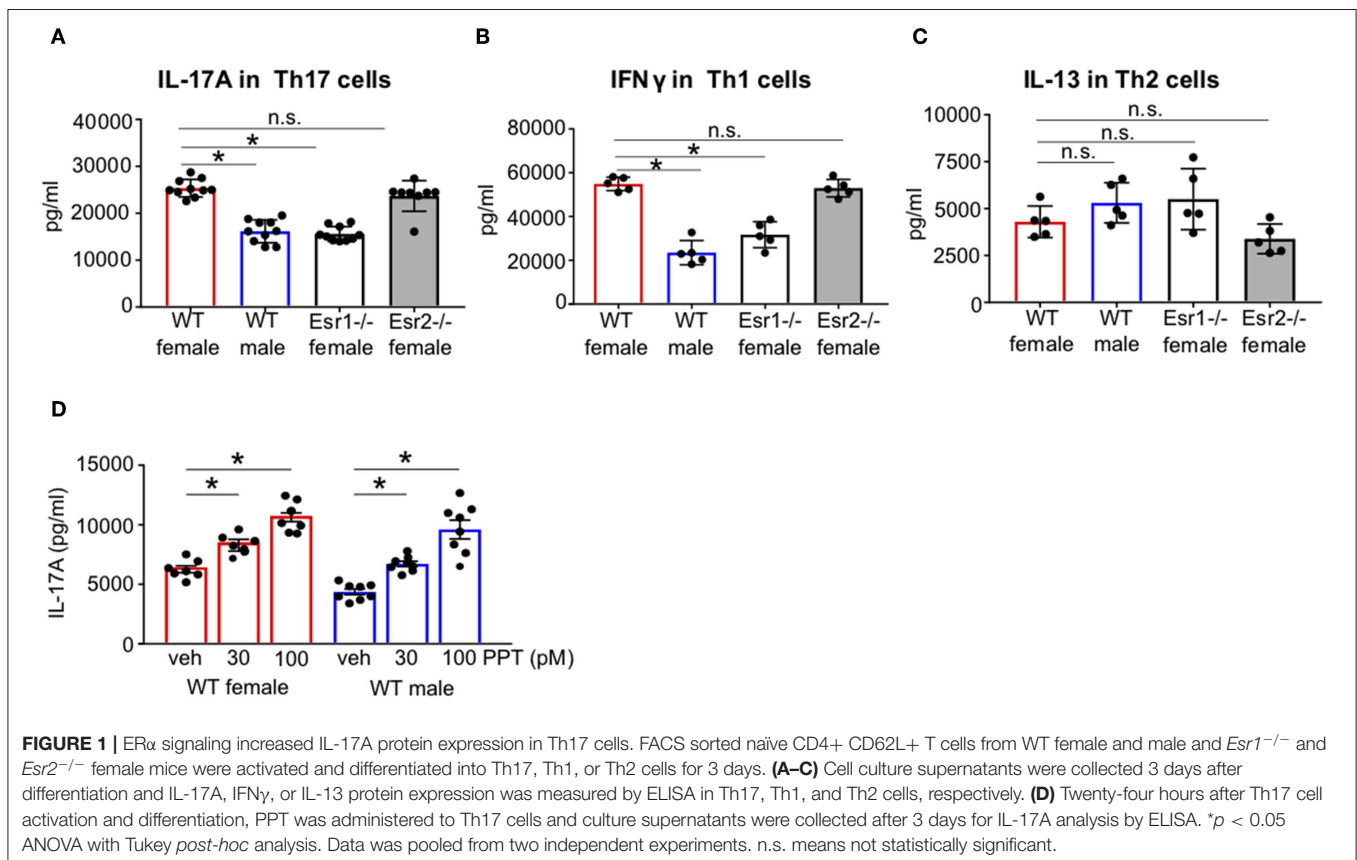 A
IL-17A in Th17 cells
pg/ml
40000
30000
20000
10000
0
n.s.
*
*
WT female
WT male
Esr1-/- female
Esr2-/- female
B
IFN γ in Th1 cells
pg/ml
80000
60000
40000
20000
0
n.s.
*
*
WT female
WT male
Esr1-/- female
Esr2-/- female
C
IL-13 in Th2 cells
pg/ml
10000
7500
5000
2500
0
n.s.
n.s.
n.s.
WT female
WT male
Esr1-/- female
Esr2-/- female
D
IL-17A (pg/ml)
15000
10000
5000
0
*
*
*
*
veh 30 100 veh 30 100 PPT (pM)
WT female WT male
FIGURE 1 | ERα signaling increased IL-17A protein expression in Th17 cells. FACS sorted naïve CD4+ CD62L+ T cells from WT female and male and Esr1−/− and
Esr2−/− female mice were activated and differentiated into Th17, Th1, or Th2 cells for 3 days. (A–C) Cell culture supernatants were collected 3 days after
differentiation and IL-17A, IFNγ, or IL-13 protein expression was measured by ELISA in Th17, Th1, and Th2 cells, respectively. (D) Twenty-four hours after Th17 cell
activation and differentiation, PPT was administered to Th17 cells and culture supernatants were collected after 3 days for IL-17A analysis by ELISA. *p < 0.05
ANOVA with Tukey post-hoc analysis. Data was pooled from two independent experiments. n.s. means not statistically significant.